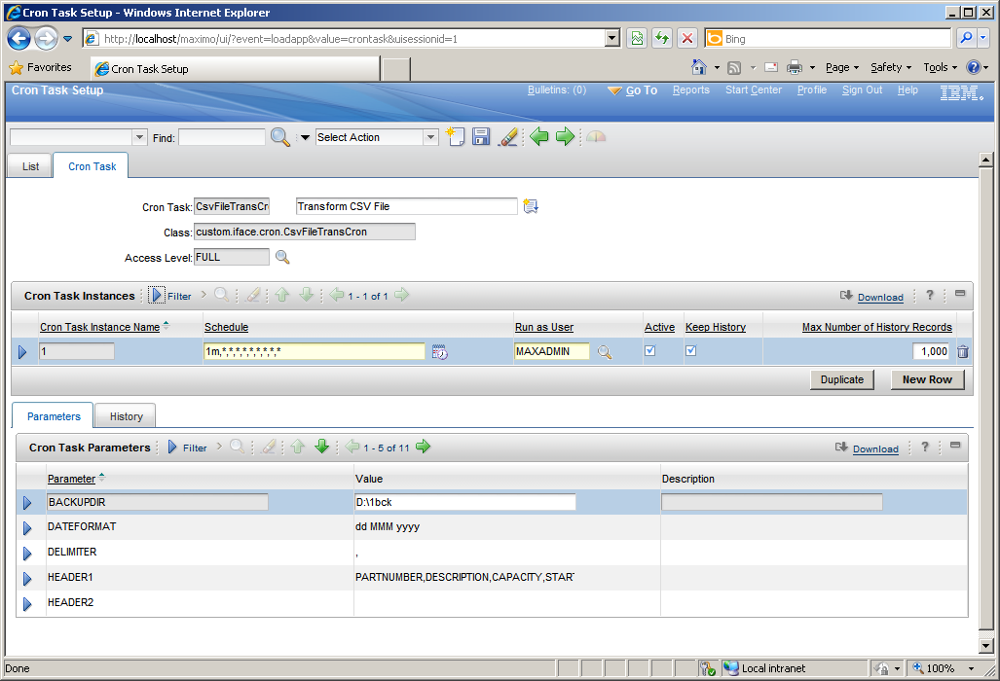 Cron Task Setup - Windows Internet Explorer
http://localhost/maximo/ui/?event=loadapp&value=crontask&uisessionid=1
Bing
Favorites
Cron Task Setup
Page
Safety
Tools
Cron Task Setup
Bulletins: (0)
Go To
Reports
Start Center
Profile
Sign Out
Help
IBM.
Find:
Select Action
List
Cron Task
Cron Task:
CsvFileTransCr
Transform CSV File
Class:
custom.iface.cron.CsvFileTransCron
Access Level:
FULL
Cron Task Instances
Filter
1 - 1 of 1
Download
?
Cron Task Instance Name
Schedule
Run as User
Active
Keep History
Max Number of History Records
1
1m,*,*,*,*,*,*,*,*,*
MAXADMIN
1,000
Duplicate
New Row
Parameters
History
Cron Task Parameters
Filter
1 - 5 of 11
Download
?
Parameter
Value
Description
BACKUPDIR
D:\1bck
DATEFORMAT
dd MMM yyyy
DELIMITER
,
HEADER1
PARTNUMBER,DESCRIPTION,CAPACITY,START
HEADER2
Done
Local intranet
100%